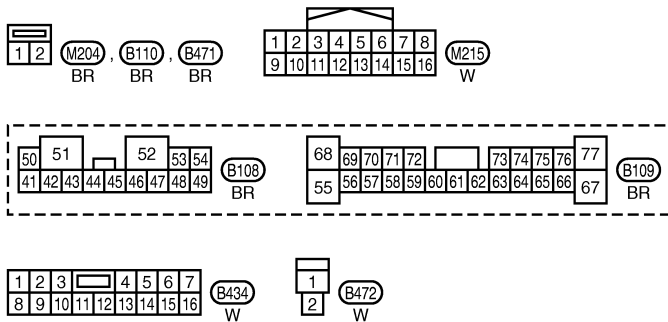 1 2 M204 , B110 , B471
BR BR BR
1 2 3 4 5 6 7 8
9 10 11 12 13 14 15 16
M215
W
50 51 52 53 54
41 42 43 44 45 46 47 48 49
B108
BR
68 69 70 71 72 73 74 75 76 77
55 56 57 58 59 60 61 62 63 64 65 66 67
B109
BR
1 2 3 4 5 6 7
8 9 10 11 12 13 14 15 16
B434
W
1
2
B472
W